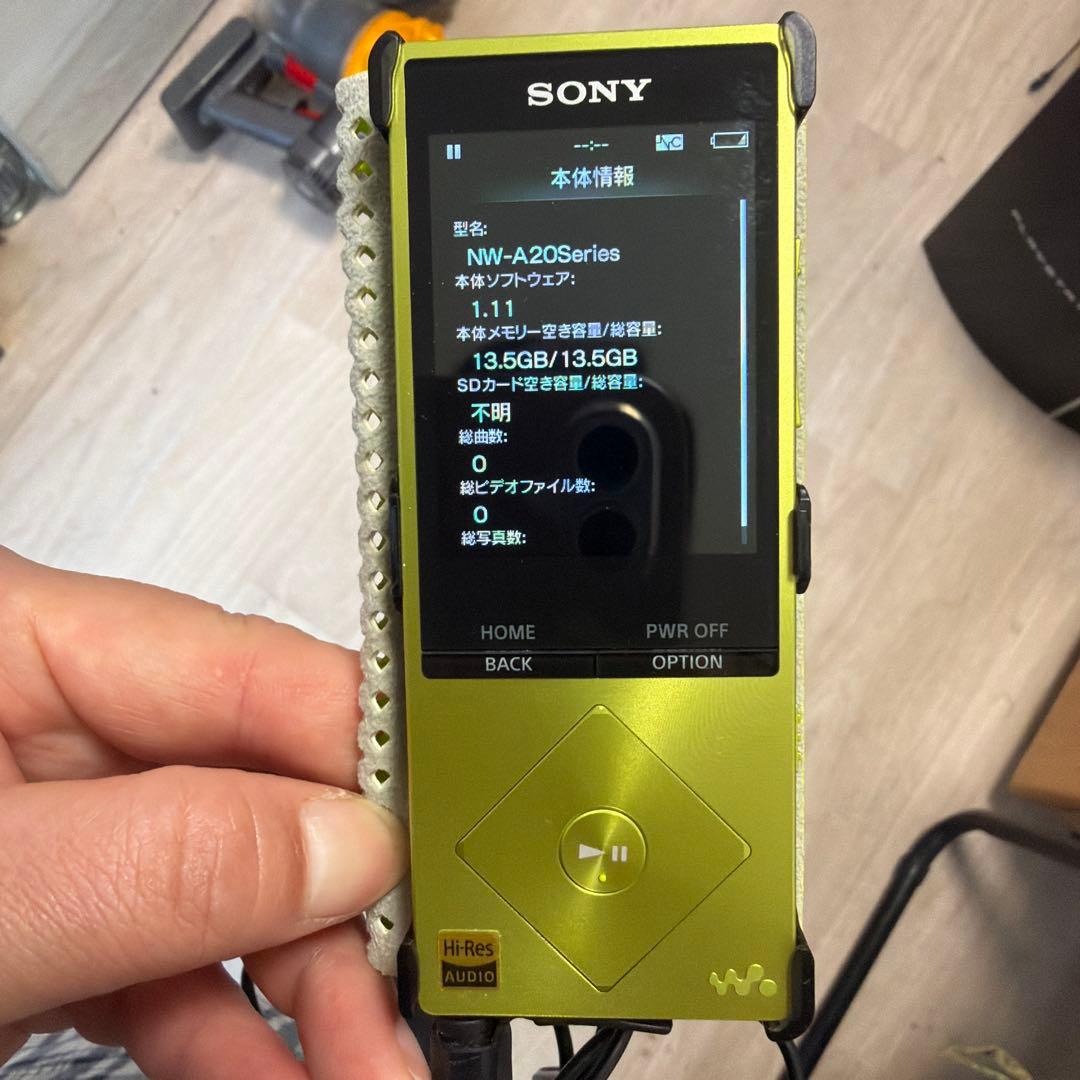 SONY
--:--
本体情報
型名:
NW-A20Series
本体ソフトウェア:
1.11
本体メモリー空き容量/総容量:
13.5GB/13.5GB
SDカード空き容量/総容量:
不明
総曲数:
0
総ビデオファイル数:
0
総写真数:
HOME PWR OFF
BACK OPTION
Hi-Res
AUDIO